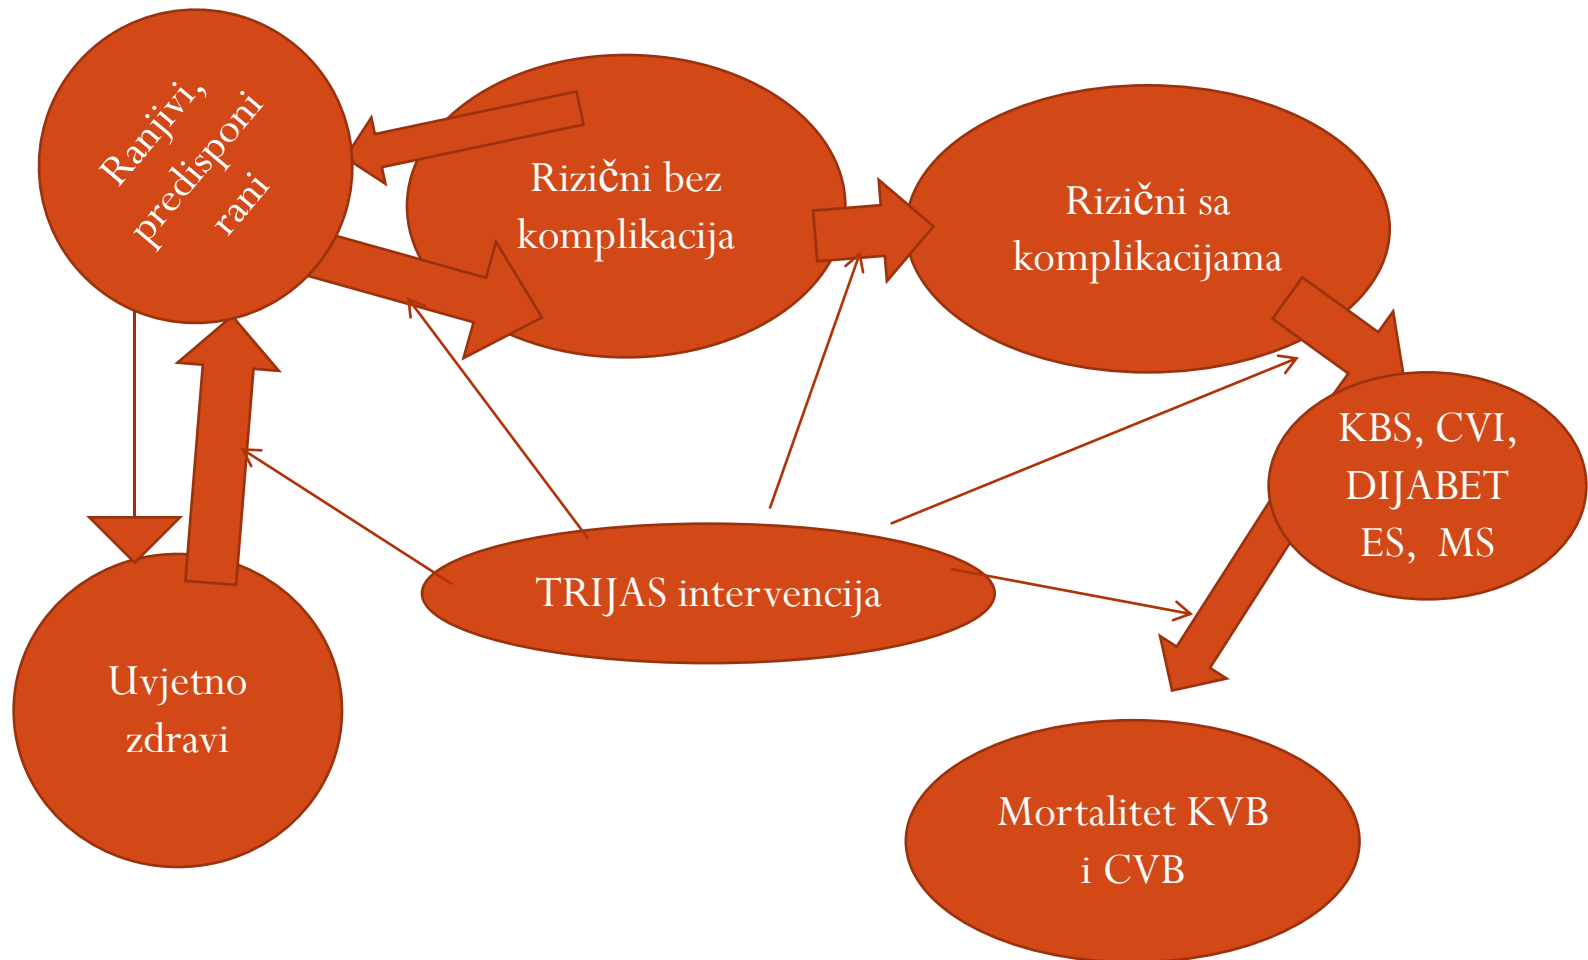 Ranjivi,
predisponi
rani
Rizični bez
komplikacija
Rizični sa
komplikacijama
KBS, CVI,
DIJABET
ES, MS
TRIJAS intervencija
Uvjetno
zdravi
Mortalitet KVB
i CVB